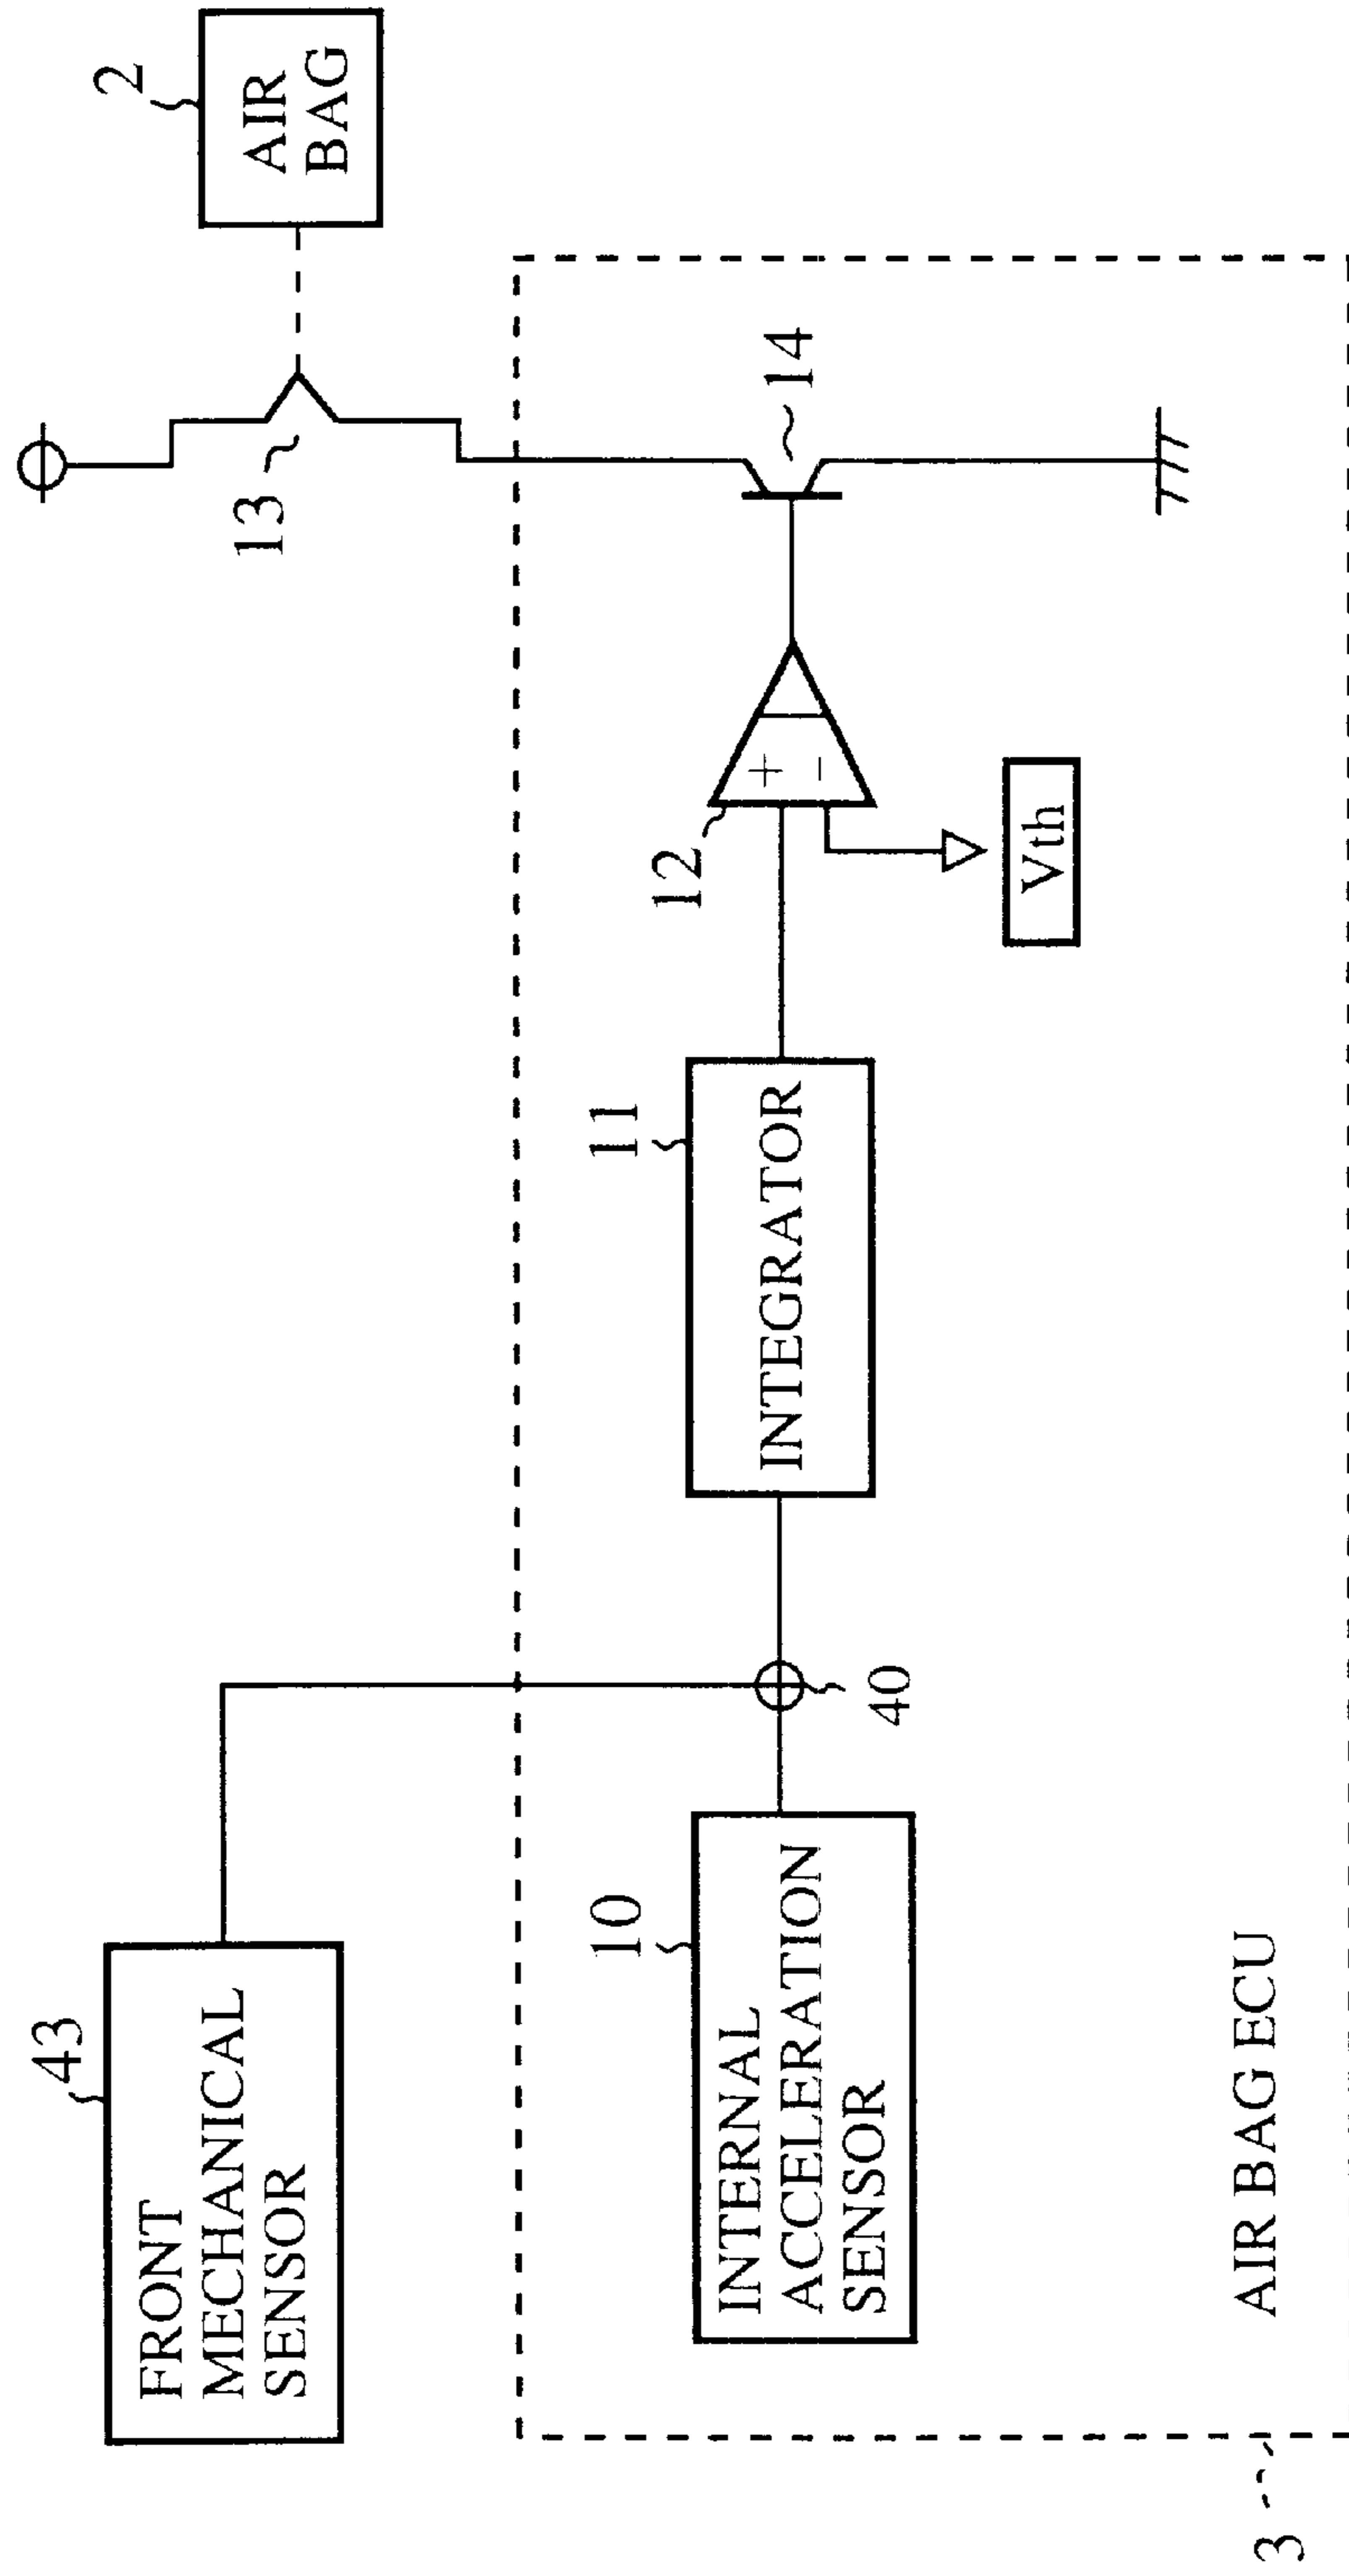 43
FRONT
MECHANICAL
SENSOR
13
2
AIR
BAG
10
INTERNAL
ACCELERATION
SENSOR
40
11
INTEGRATOR
12
+
−
Vth
14
AIR BAG ECU
3